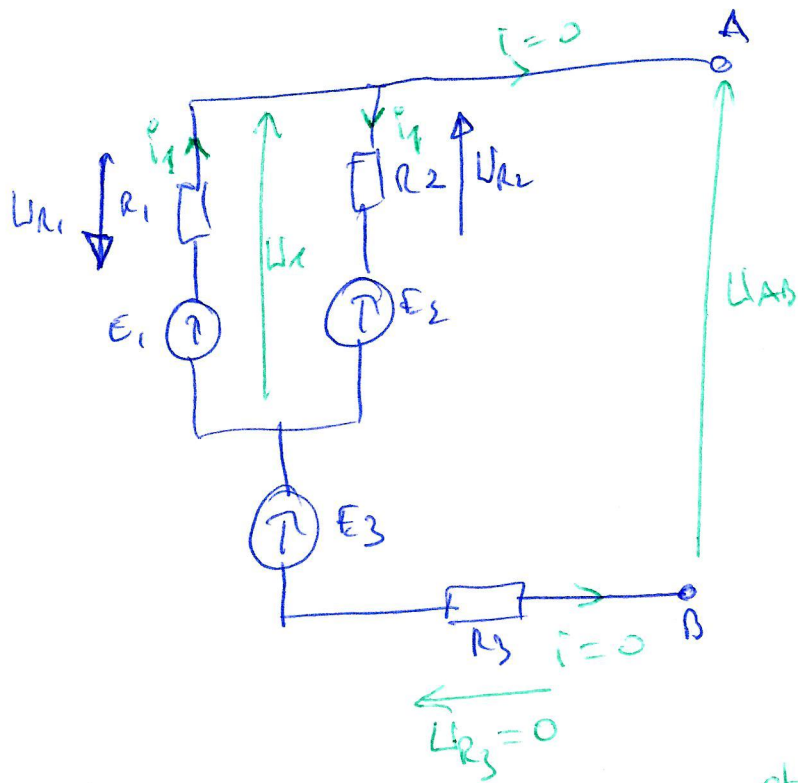 A
i = 0
i1
i1
UR1
R1
R2
UR2
Ux
UAB
E1
E2
E3
R3
B
i = 0
UR3 = 0